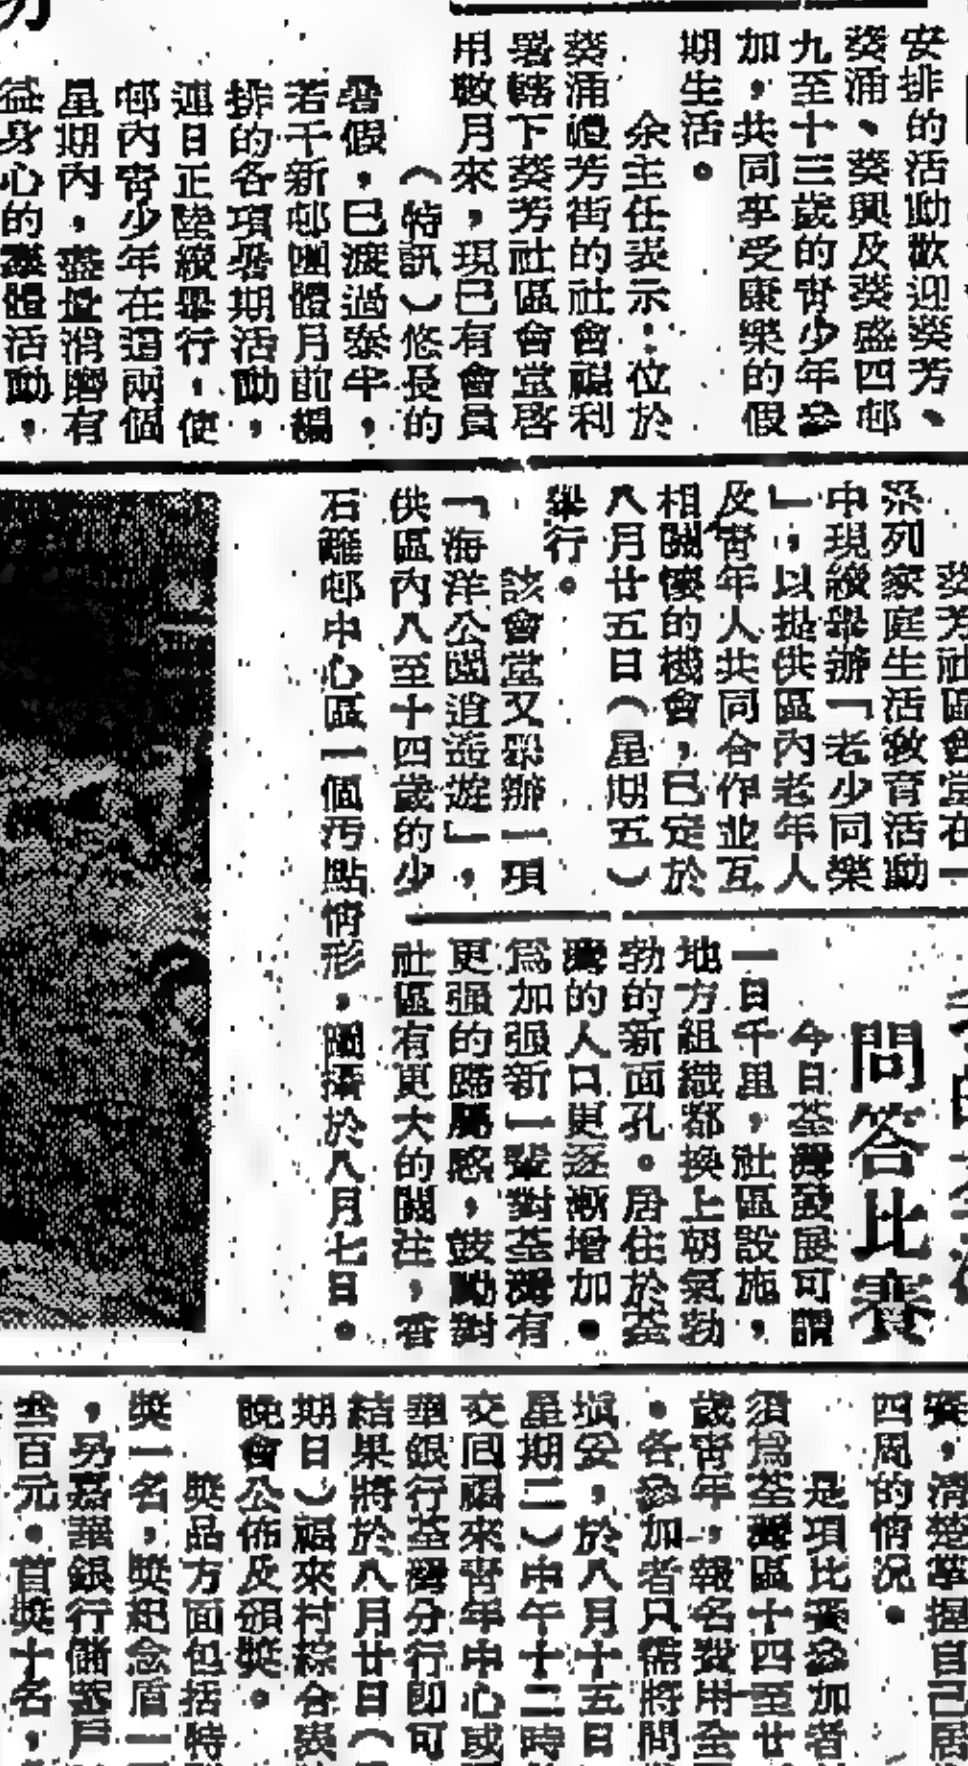 安排的活動歡迎葵芳、
葵涌、葵興及葵盛四邨
九至十三歲的青少年參
加，共同享受康樂的假
期生活。
余主任表示：位於
葵涌禮芳街的社會福利
署轄下葵芳社區會堂啓
用數月來，現已有會員
（特訊）悠長的
暑假，已渡過泰半，
若干新邨團體月前編
排的各項暑期活動，
連日正陸續舉行，使
邨內青少年在這兩個
星期內，盡量消磨有
益身心的羣體活動，
葵芳社區會堂在一
系列家庭生活教育活動
中現續舉辦「老少同樂
」，以提供區內老年人
及青年人共同合作並互
相關懷的機會，已定於
八月廿五日（星期五）
舉行。
該會堂又舉辦一項
「海洋公園逍遙遊」，
供區內八至十四歲的少
石籬邨中心區一個污點情形，攝於八月七日。
問答比賽
今日荃灣發展可謂
一日千里，社區設施，
地方組織都換上朝氣勃
勃的新面孔。居住於荃
灣的人口更逐漸增加。
爲加强新一輩對荃灣有
更强的歸屬感，鼓勵對
社區有更大的關注，香
賽，清楚掌握自己居
四周的情况。
是項比賽參加者
須爲荃灣區十四至廿
歲青年，報名費用全
。各參加者只需將問
塡妥，於八月十五日
星期二）中午十二時
交回福來青年中心或
華銀行荃灣分行即可
結果將於八月廿日（
期日）福來村綜合表
晚會公佈及頒獎。
獎品方面包括特
獎一名，獎紀念盾一
，另嘉華銀行儲蓄戶
叁百元。首獎十名，